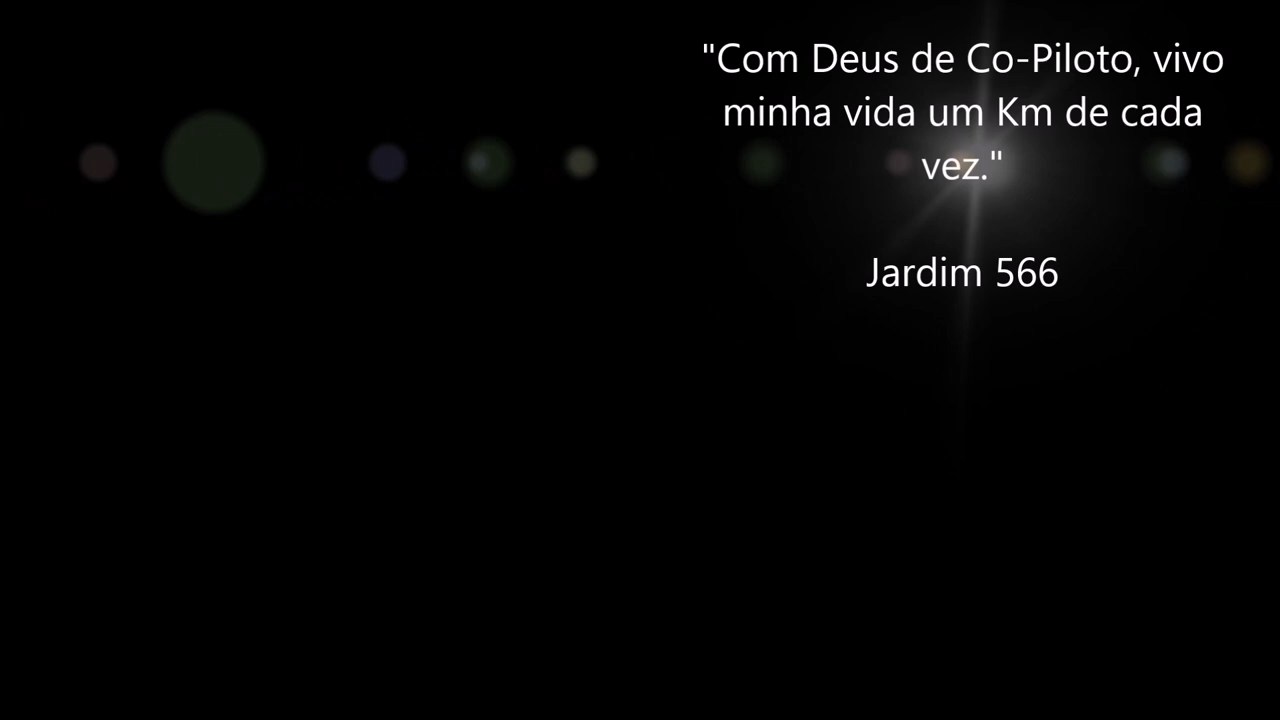 "Com Deus de Co-Piloto, vivo
minha vida um Km de cada
vez."
Jardim 566